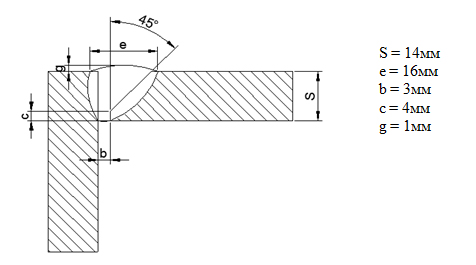 45°
e
g
c
b
S
S = 14мм
e = 16мм
b = 3мм
c = 4мм
g = 1мм